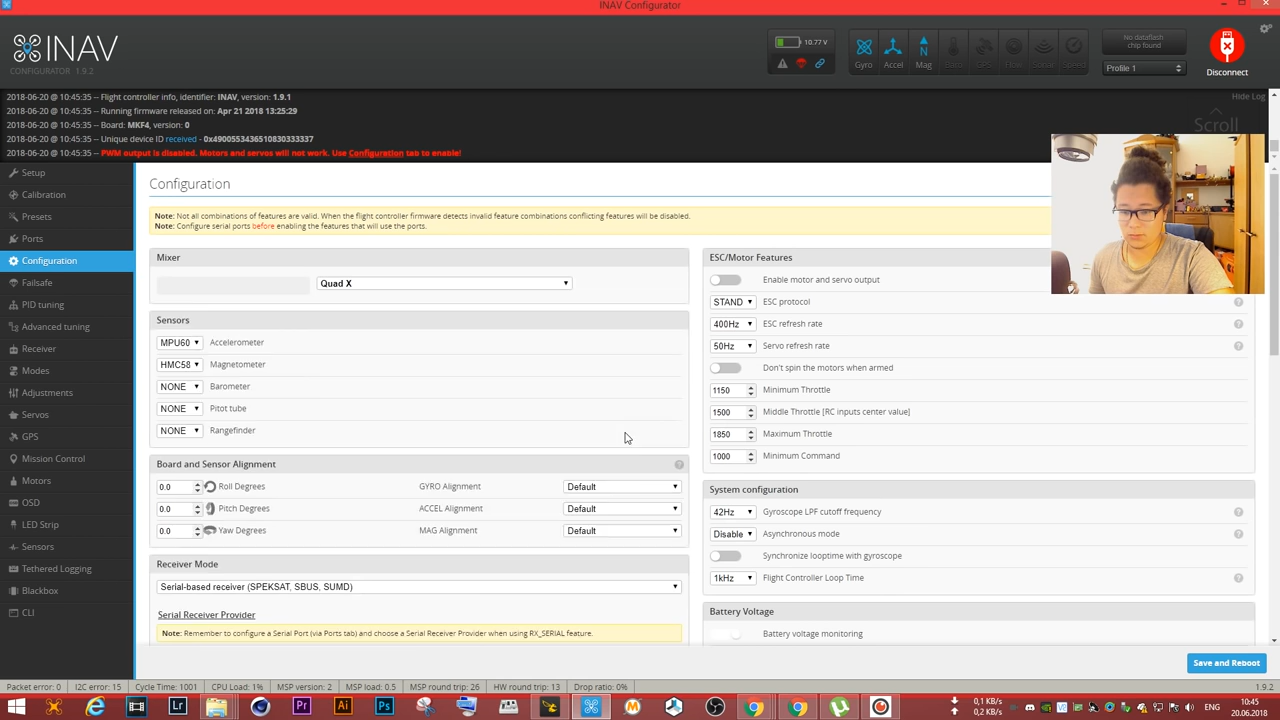 INAV Configurator
INAV
CONFIGURATOR 1.9.2
10.77 V
Gyro
Accel
Mag
Baro
GPS
Flow
Sonar
Speed
No dataflash
chip found
Profile 1
Disconnect
2018-06-20 @ 10:45:35 -- Flight controller info, identifier: INAV, version: 1.9.1
Hide Log
2018-06-20 @ 10:45:35 -- Running firmware released on: Apr 21 2018 13:25:29
2018-06-20 @ 10:45:35 -- Board: MKF4, version: 0
Scroll
2018-06-20 @ 10:45:35 -- Unique device ID received - 0x4900553436510830333337
2018-06-20 @ 10:45:35 -- PWM output is disabled. Motors and servos will not work. Use Configuration tab to enable!
Setup
Calibration
Presets
Ports
Configuration
Failsafe
PID tuning
Advanced tuning
Receiver
Modes
Adjustments
Servos
GPS
Mission Control
Motors
OSD
LED Strip
Sensors
Tethered Logging
Blackbox
CLI
Configuration
Note: Not all combinations of features are valid. When the flight controller firmware detects invalid feature combinations conflicting features will be disabled.
Note: Configure serial ports before enabling the features that will use the ports.
Mixer
Quad X
Sensors
MPU60 Accelerometer
HMC58 Magnetometer
NONE Barometer
NONE Pitot tube
NONE Rangefinder
Board and Sensor Alignment
0.0 Roll Degrees GYRO Alignment Default
0.0 Pitch Degrees ACCEL Alignment Default
0.0 Yaw Degrees MAG Alignment Default
Receiver Mode
Serial-based receiver (SPEKSAT, SBUS, SUMD)
Serial Receiver Provider
Note: Remember to configure a Serial Port (via Ports tab) and choose a Serial Receiver Provider when using RX_SERIAL feature.
ESC/Motor Features
Enable motor and servo output
STAND ESC protocol
400Hz ESC refresh rate
50Hz Servo refresh rate
Don't spin the motors when armed
1150 Minimum Throttle
1500 Middle Throttle [RC inputs center value]
1850 Maximum Throttle
1000 Minimum Command
System configuration
42Hz Gyroscope LPF cutoff frequency
Disable Asynchronous mode
Synchronize looptime with gyroscope
1kHz Flight Controller Loop Time
Battery Voltage
Battery voltage monitoring
Save and Reboot
Packet error: 0 I2C error: 15 Cycle Time: 1001 CPU Load: 1% MSP version: 2 MSP load: 0.5 MSP round trip: 26 HW round trip: 13 Drop ratio: 0% 1.9.2
Lr
Pr
Ai
Ps
0,1 KB/s
0,2 KB/s
ENG
10:45
20.06.2018